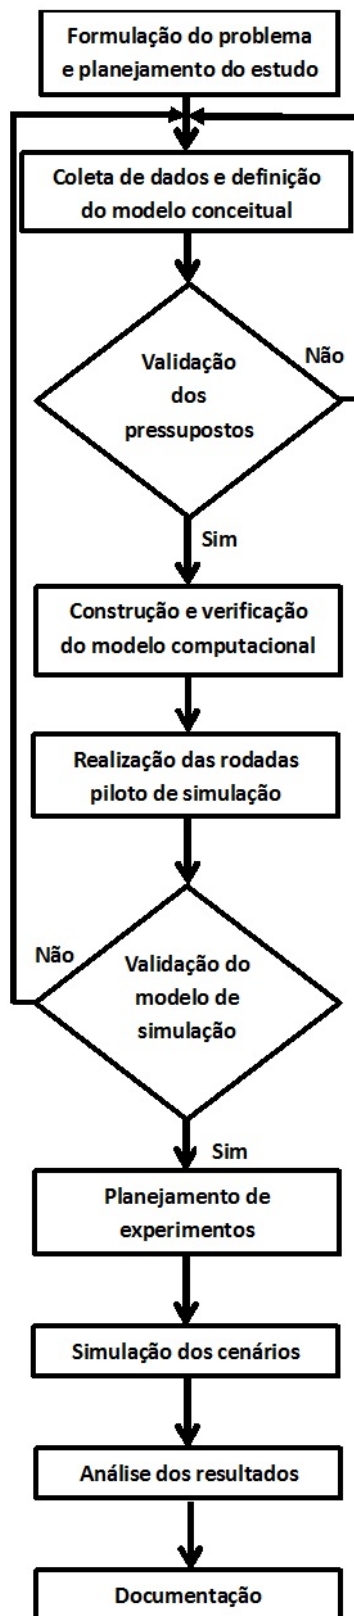 Formulação do problema
e planejamento do estudo
Coleta de dados e definição
do modelo conceitual
Validação
dos
pressupostos
Não
Sim
Construção e verificação
do modelo computacional
Realização das rodadas
piloto de simulação
Não
Validação do
modelo de
simulação
Sim
Planejamento de
experimentos
Simulação dos cenários
Análise dos resultados
Documentação